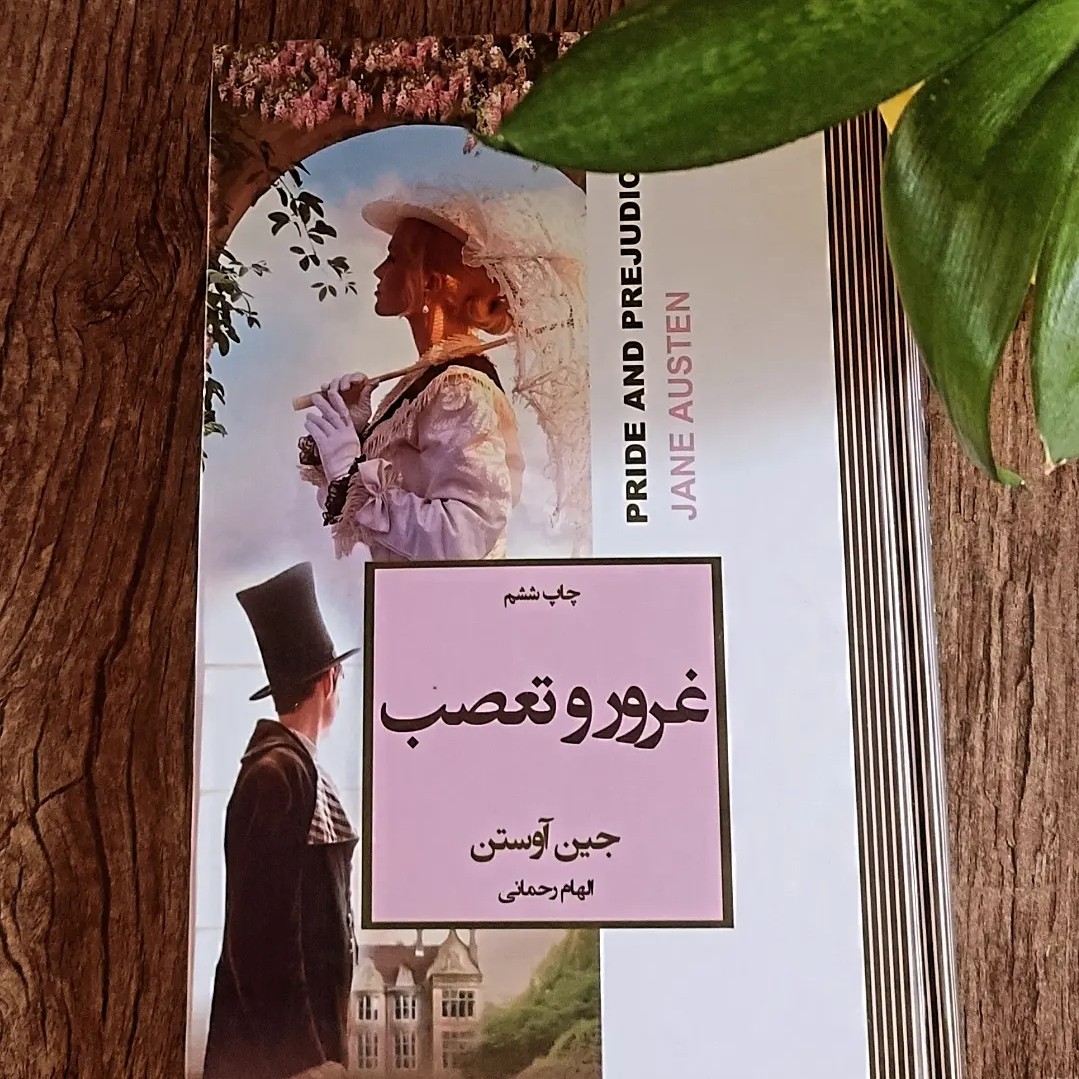 PRIDE AND PREJUDIC
JANE AUSTEN
چاپ ششم
غرور و تعصب
جین آوستن
الهام رحمانی